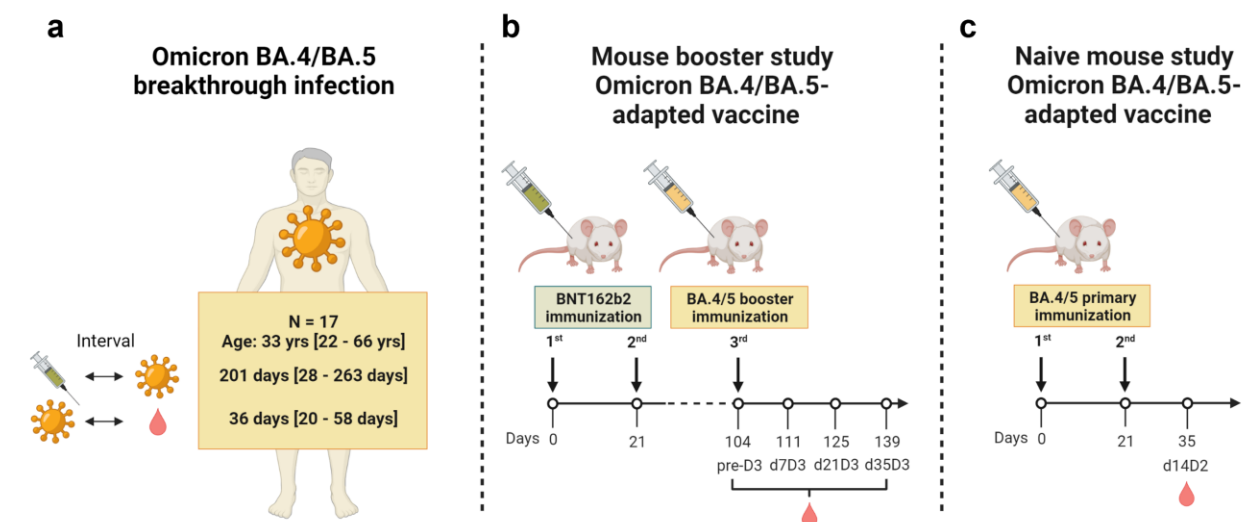 a
Omicron BA.4/BA.5
breakthrough infection
N = 17
Age: 33 yrs [22 - 66 yrs]
Interval
201 days [28 - 263 days]
36 days [20 - 58 days]
b
Mouse booster study
Omicron BA.4/BA.5-
adapted vaccine
BNT162b2
immunization
BA.4/5 booster
immunization
1st 2nd 3rd
Days 0 21 104 111 125 139
pre-D3 d7D3 d21D3 d35D3
c
Naive mouse study
Omicron BA.4/BA.5-
adapted vaccine
BA.4/5 primary
immunization
1st 2nd
Days 0 21 35
d14D2